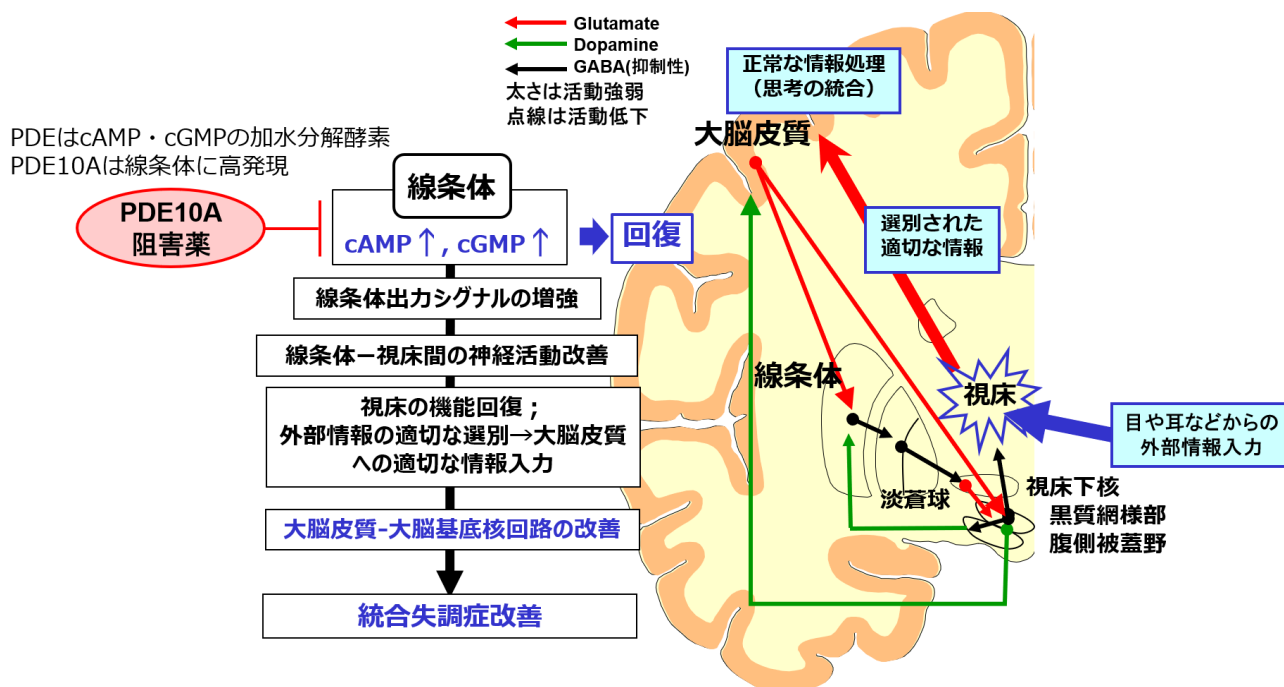 Glutamate
Dopamine
GABA(抑制性)
太さは活動強弱
点線は活動低下
PDEはcAMP・cGMPの加水分解酵素
PDE10Aは線条体に高発現
PDE10A
阻害薬
線条体
cAMP↑, cGMP↑
回復
線条体出力シグナルの増強
線条体－視床間の神経活動改善
視床の機能回復；
外部情報の適切な選別→大脳皮質
への適切な情報入力
大脳皮質-大脳基底核回路の改善
統合失調症改善
正常な情報処理
（思考の統合）
大脳皮質
選別された
適切な情報
線条体
視床
目や耳などからの
外部情報入力
淡蒼球
視床下核
黒質網様部
腹側被蓋野